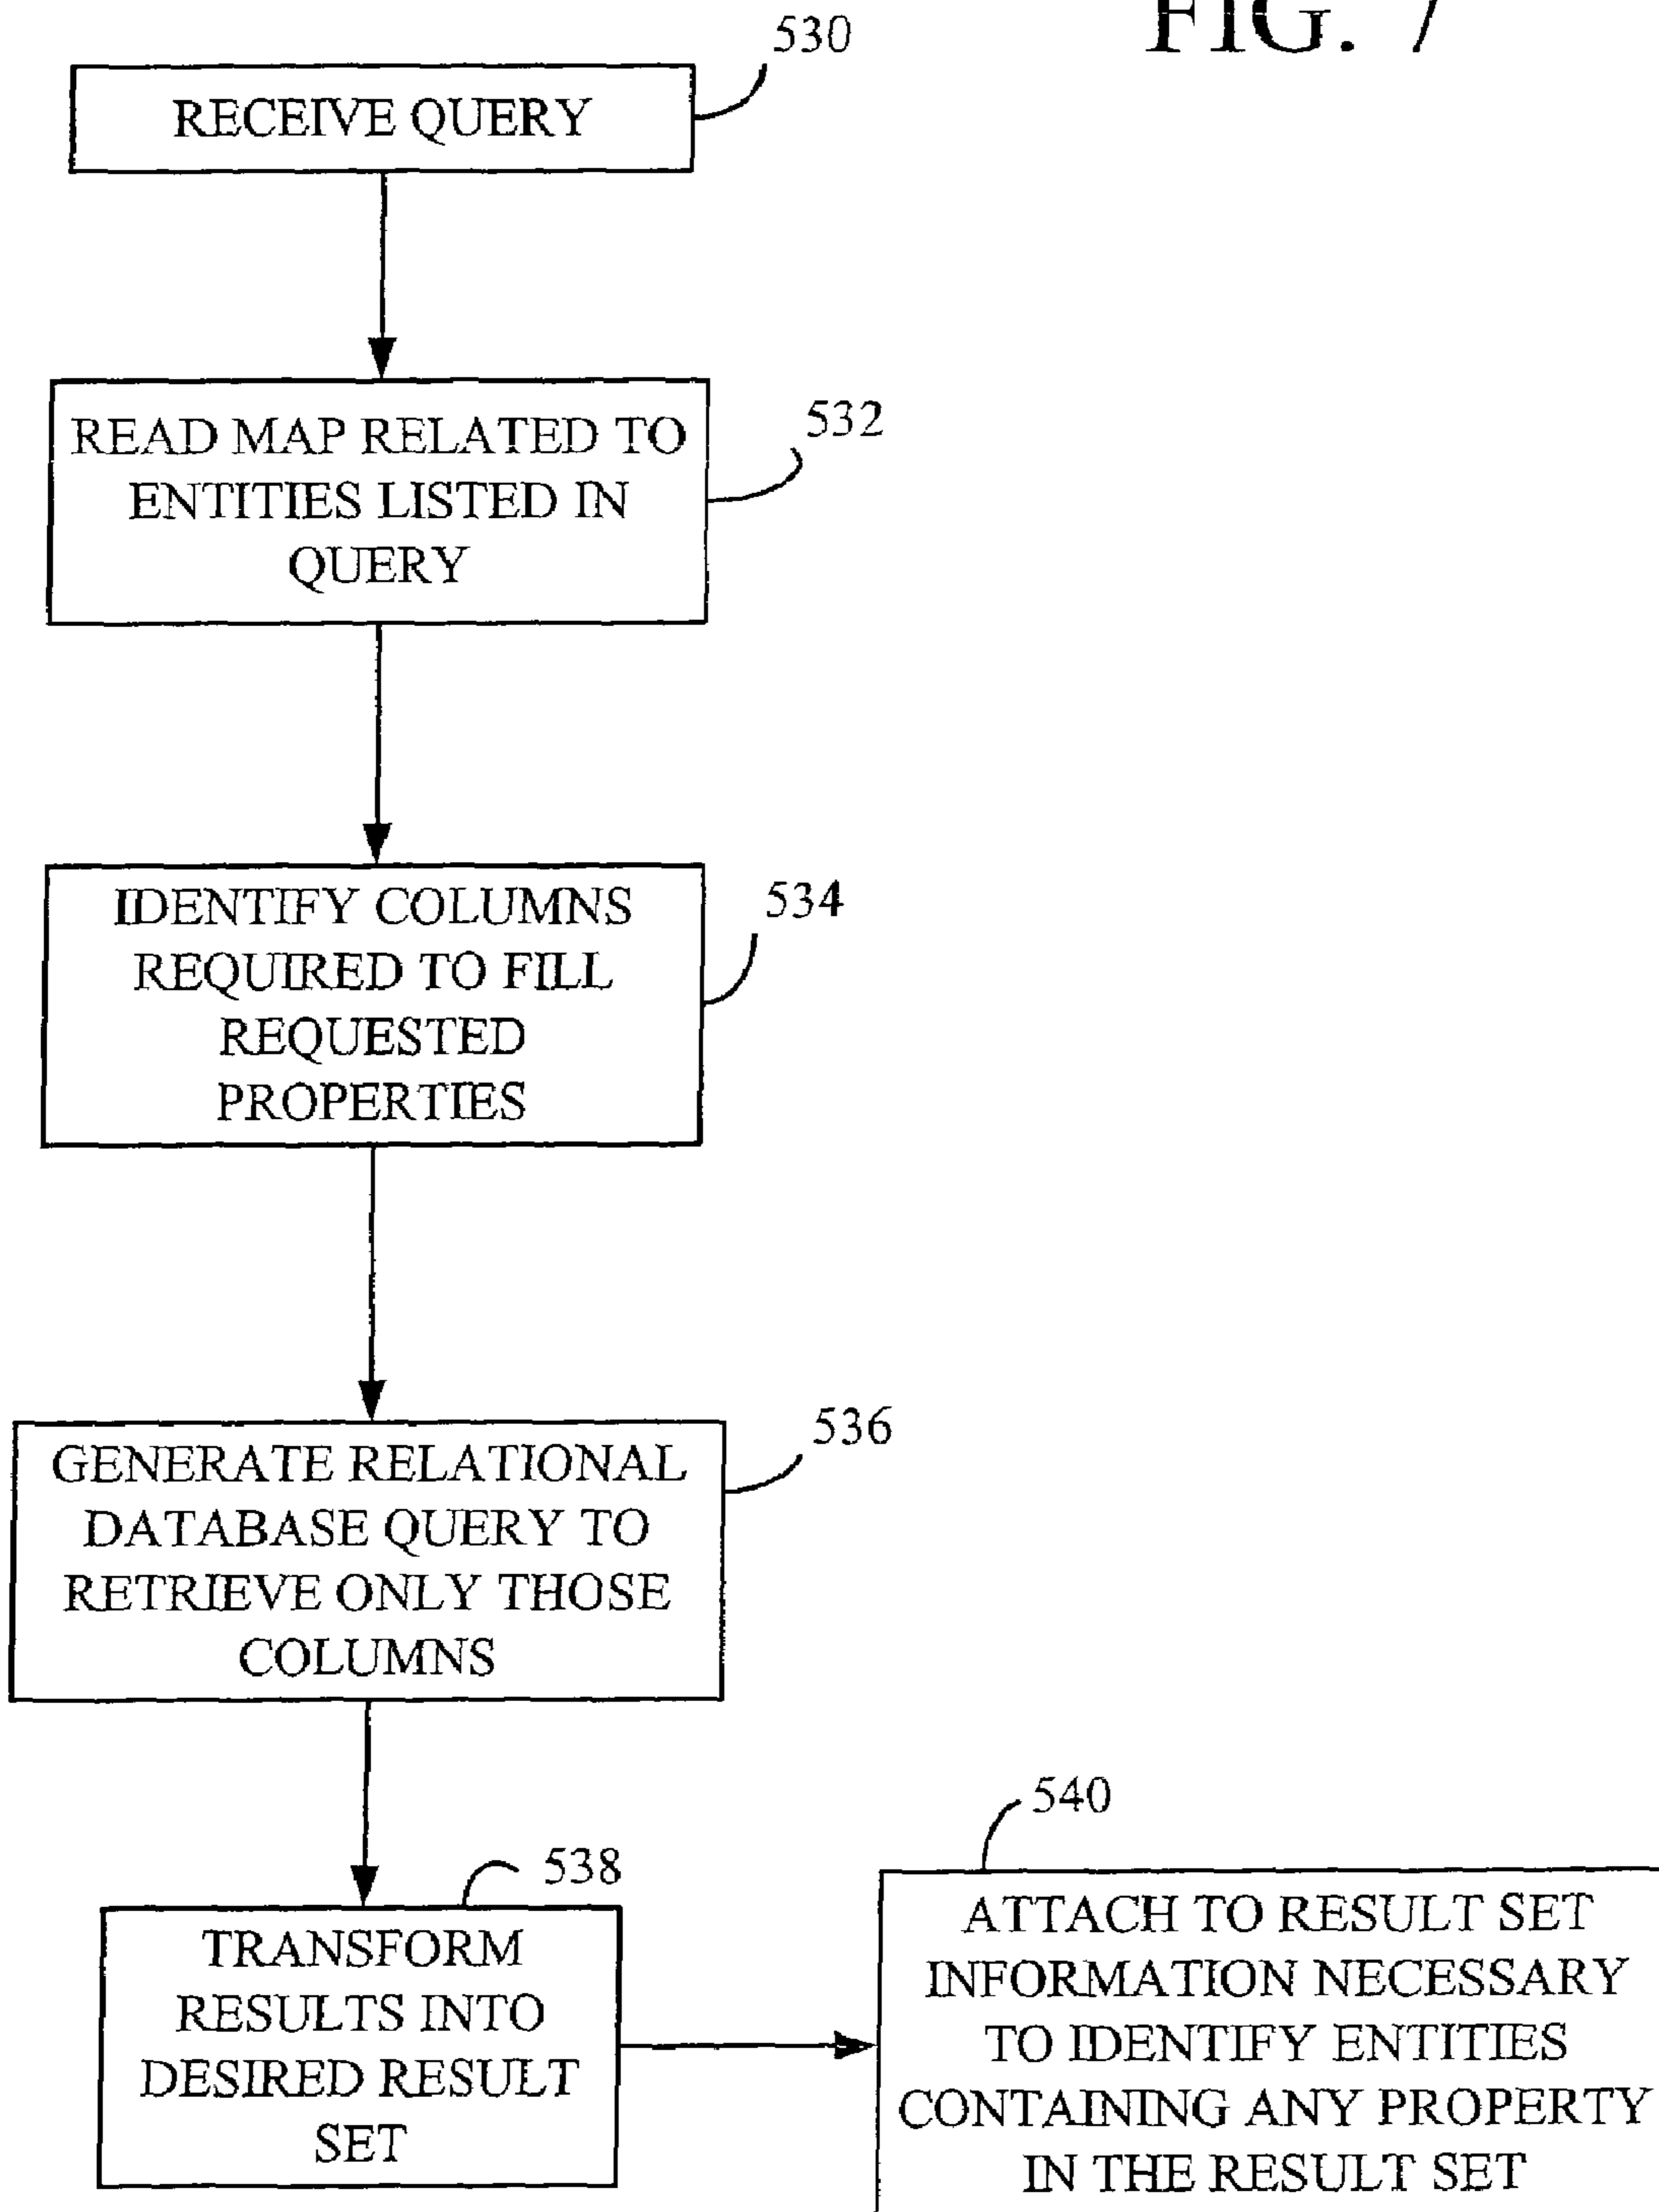 FIG. 7
530
RECEIVE QUERY
532
READ MAP RELATED TO
ENTITIES LISTED IN
QUERY
534
IDENTIFY COLUMNS
REQUIRED TO FILL
REQUESTED
PROPERTIES
536
GENERATE RELATIONAL
DATABASE QUERY TO
RETRIEVE ONLY THOSE
COLUMNS
538
TRANSFORM
RESULTS INTO
DESIRED RESULT
SET
540
ATTACH TO RESULT SET
INFORMATION NECESSARY
TO IDENTIFY ENTITIES
CONTAINING ANY PROPERTY
IN THE RESULT SET